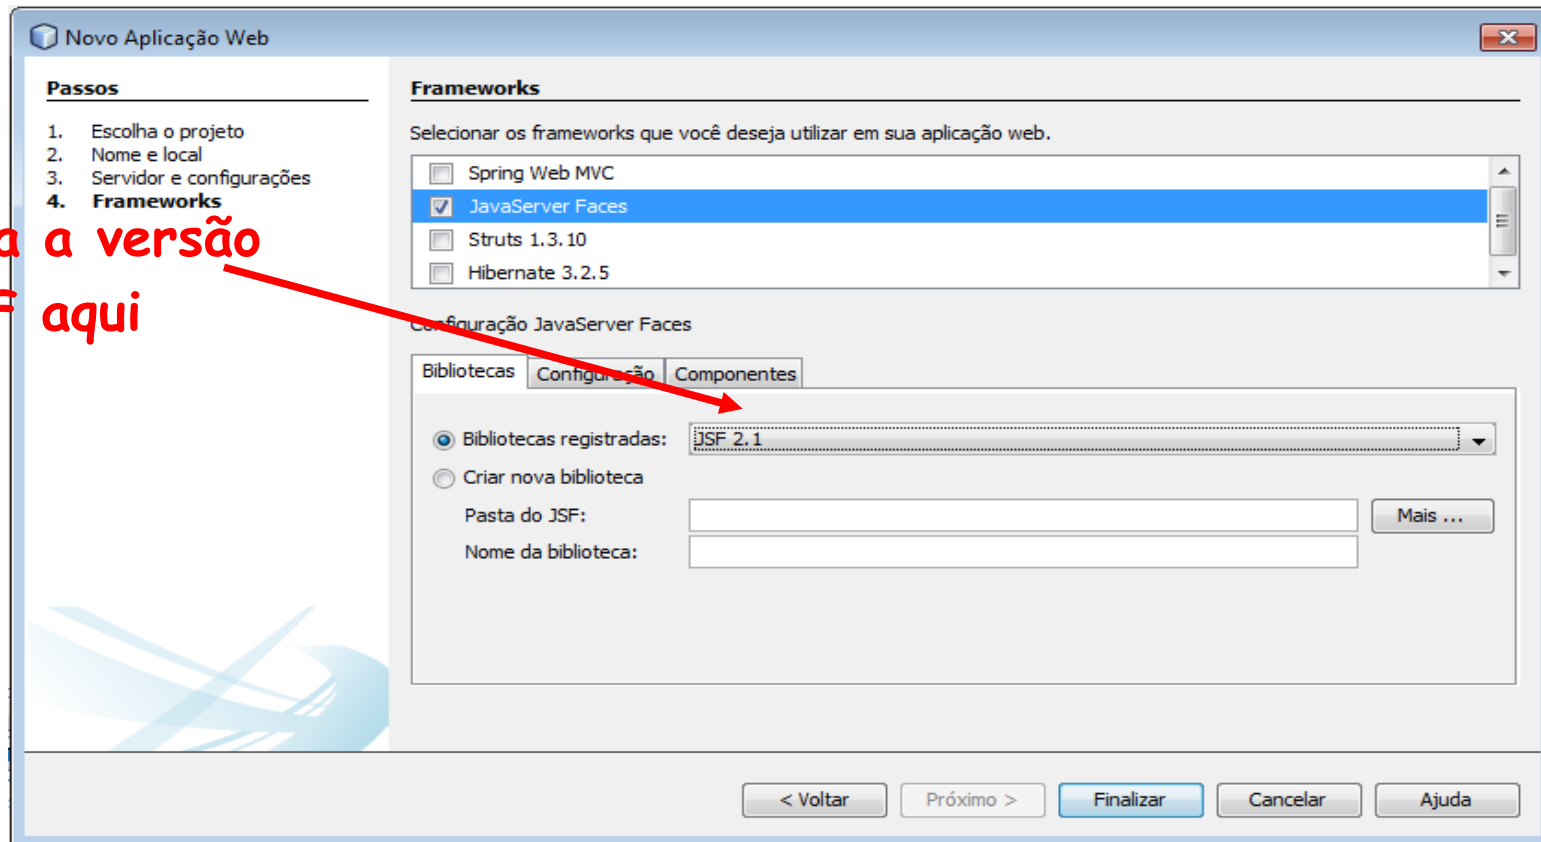 Novo Aplicação Web
Passos
1. Escolha o projeto
2. Nome e local
3. Servidor e configurações
4. Frameworks
a a versão
aqui
Frameworks
Selecionar os frameworks que você deseja utilizar em sua aplicação web.
Spring Web MVC
JavaServer Faces
Struts 1.3.10
Hibernate 3.2.5
Configuração JavaServer Faces
Bibliotecas Configuração Componentes
Bibliotecas registradas: JSF 2.1
Criar nova biblioteca
Pasta do JSF: Mais ...
Nome da biblioteca:
< Voltar Próximo > Finalizar Cancelar Ajuda